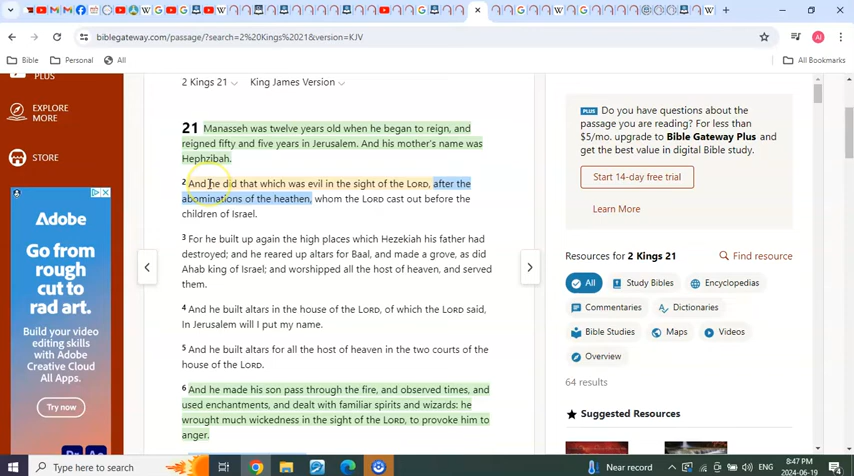 biblegateway.com/passage/?search=2%20Kings%2021&version=KJV
Bible
Personal
All
All Bookmarks
PLUS
EXPLORE
MORE
STORE
Adobe
Go from
rough
cut to
rad art.
Build your video
editing skills with
Adobe
Creative Cloud
All Apps.
Try now
2 Kings 21
King James Version
21 Manasseh was twelve years old when he began to reign, and
reigned fifty and five years in Jerusalem. And his mother's name was
Hephzibah.
2 And he did that which was evil in the sight of the LORD, after the
abominations of the heathen, whom the LORD cast out before the
children of Israel.
3 For he built up again the high places which Hezekiah his father had
destroyed; and he reared up altars for Baal, and made a grove, as did
Ahab king of Israel; and worshipped all the host of heaven, and served
them.
4 And he built altars in the house of the LORD, of which the LORD said,
In Jerusalem will I put my name.
5 And he built altars for all the host of heaven in the two courts of the
house of the LORD.
6 And he made his son pass through the fire, and observed times, and
used enchantments, and dealt with familiar spirits and wizards: he
wrought much wickedness in the sight of the LORD, to provoke him to
anger.
PLUS Do you have questions about the
passage you are reading? For less than
$5/mo. upgrade to Bible Gateway Plus and
get the best value in digital Bible study.
Start 14-day free trial
Learn More
Resources for 2 Kings 21
Find resource
All
Study Bibles
Encyclopedias
Commentaries
Dictionaries
Bible Studies
Maps
Videos
Overview
64 results
Suggested Resources
Type here to search
Near record
ENG
8:47 PM
2024-06-19